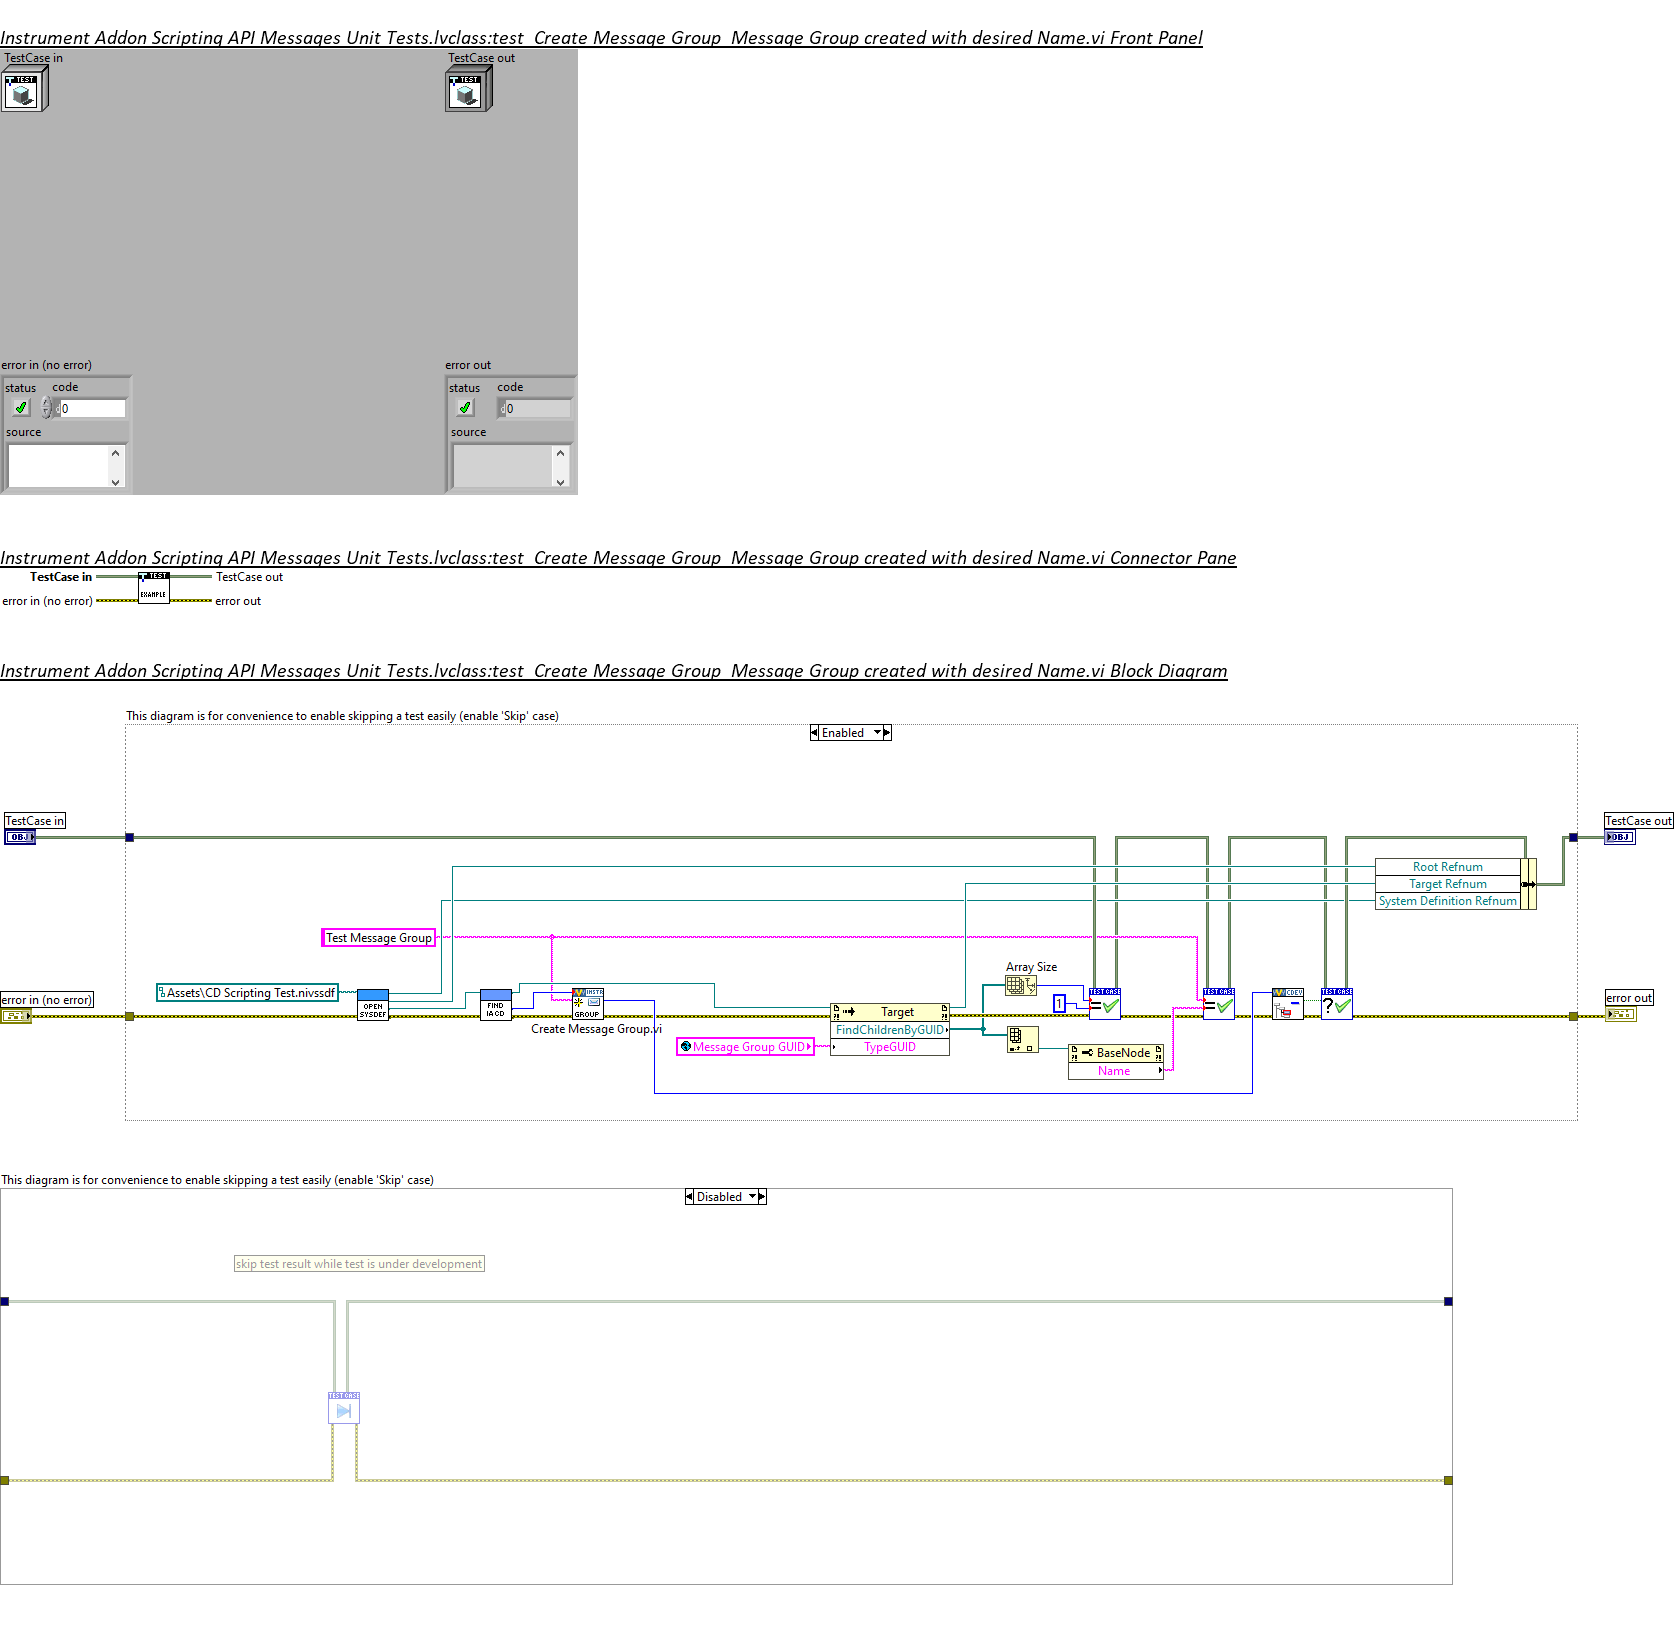 Instrument Addon Scripting API Messages Unit Tests.lvclass:test_Create Message Group_Message Group created with desired Name.vi Front Panel
TestCase in
TestCase out
TEST
TEST
error in (no error)
error out
status
code
status
code
d0
d0
source
source
Instrument Addon Scripting API Messages Unit Tests.lvclass:test_Create Message Group_Message Group created with desired Name.vi Connector Pane
TestCase in
TEST
TestCase out
error in (no error)
EXAMPLE
error out
Instrument Addon Scripting API Messages Unit Tests.lvclass:test_Create Message Group_Message Group created with desired Name.vi Block Diagram
This diagram is for convenience to enable skipping a test easily (enable 'Skip' case)
Enabled
TestCase in
OBJ
TestCase out
OBJ
Root Refnum
Target Refnum
System Definition Refnum
Test Message Group
Array Size
Assets\CD Scripting Test.nivssdf
error in (no error)
OPEN
SYSDEF
FIND
IA CD
INSTR
GROUP
Create Message Group.vi
Target
FindChildrenByGUID
TypeGUID
Message Group GUID
1
TEST CASE
=
BaseNode
Name
TEST CASE
=
CDEV
TEST CASE
?
error out
This diagram is for convenience to enable skipping a test easily (enable 'Skip' case)
Disabled
skip test result while test is under development
TEST CASE